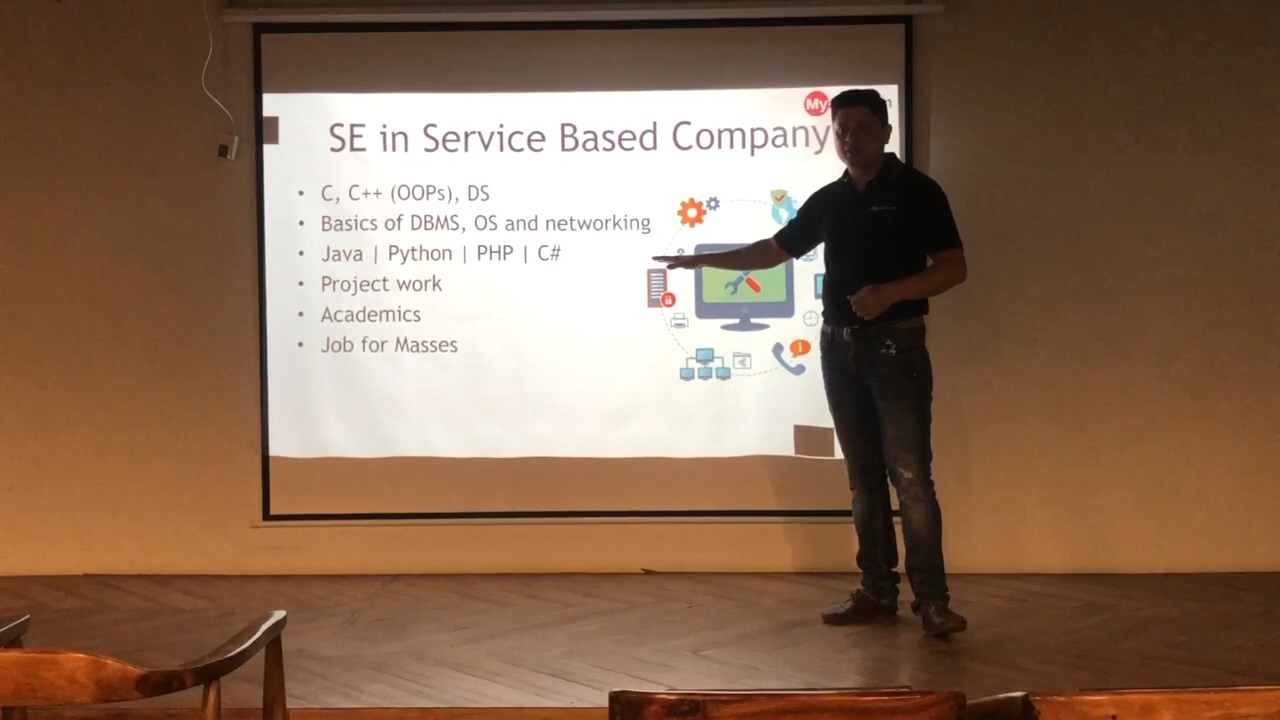 My
SE in Service Based Company
• C, C++ (OOPs), DS
• Basics of DBMS, OS and networking
• Java | Python | PHP | C#
• Project work
• Academics
• Job for Masses